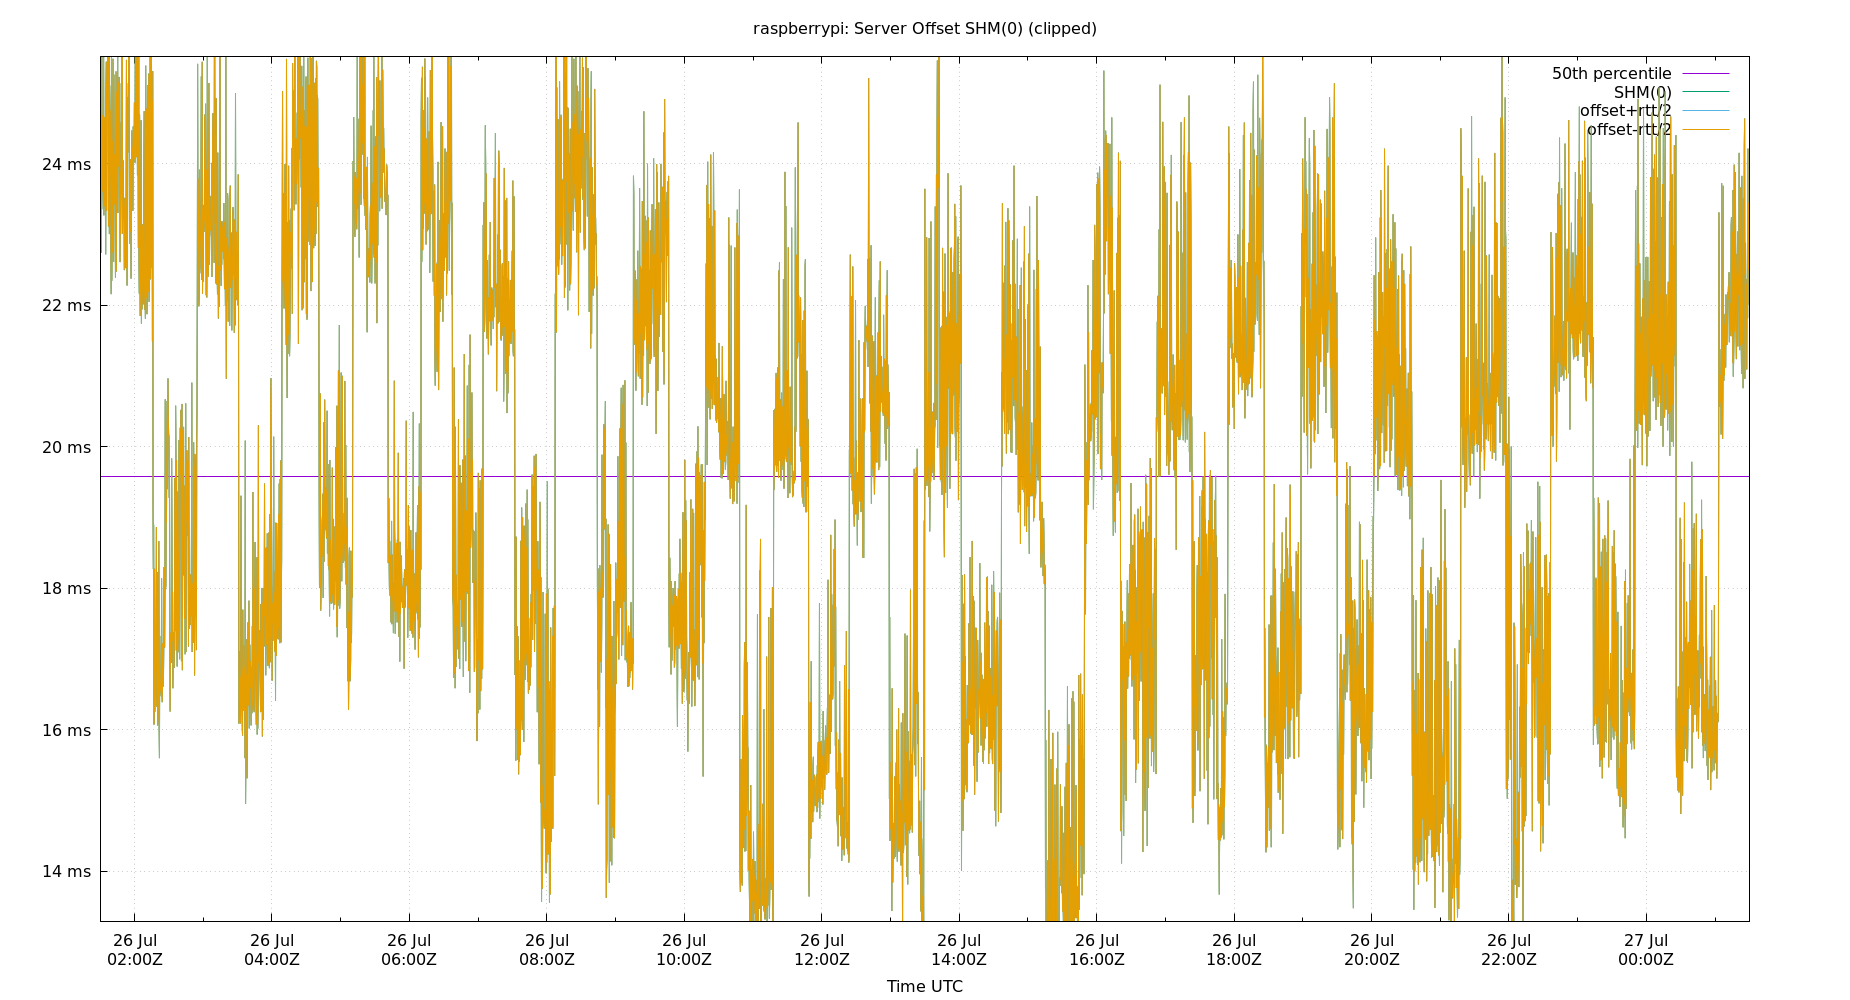 raspberrypi: Server Offset SHM(0) (clipped)
50th percentile
SHM(0)
offset+rtt/2
offset-rtt/2
24 ms
22 ms
20 ms
18 ms
16 ms
14 ms
26 Jul 26 Jul 26 Jul 26 Jul 26 Jul 26 Jul 26 Jul 26 Jul 26 Jul 26 Jul 26 Jul 27 Jul
02:00Z 04:00Z 06:00Z 08:00Z 10:00Z 12:00Z 14:00Z 16:00Z 18:00Z 20:00Z 22:00Z 00:00Z
Time UTC